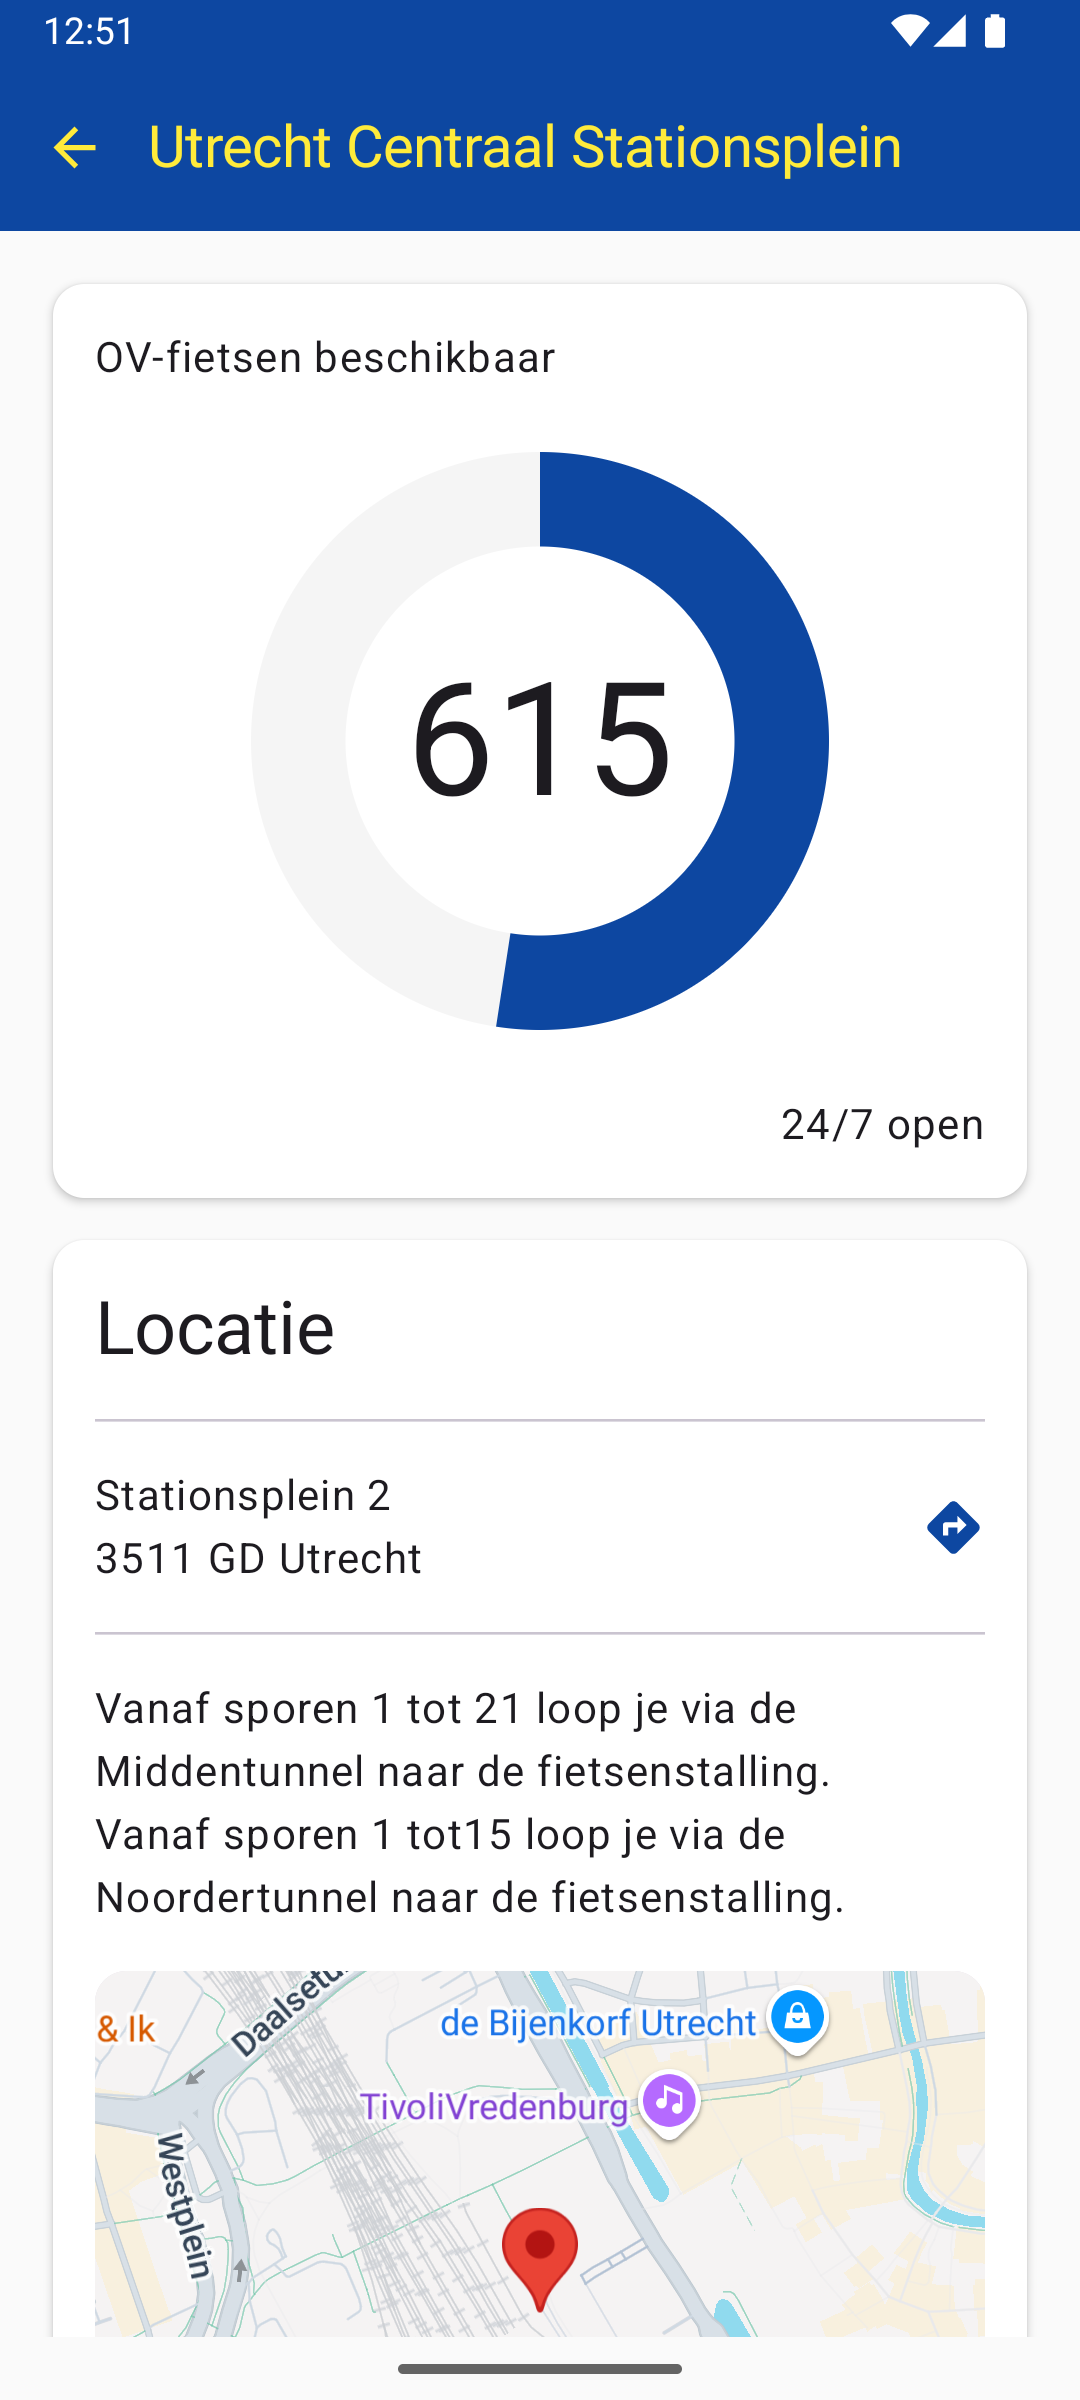 12:51
Utrecht Centraal Stationsplein
OV-fietsen beschikbaar
615
24/7 open
Locatie
Stationsplein 2
3511 GD Utrecht
Vanaf sporen 1 tot 21 loop je via de
Middentunnel naar de fietsenstalling.
Vanaf sporen 1 tot15 loop je via de
Noordertunnel naar de fietsenstalling.
& Ik
Daalsetu
de Bijenkorf Utrecht
TivoliVredenburg
Westplein